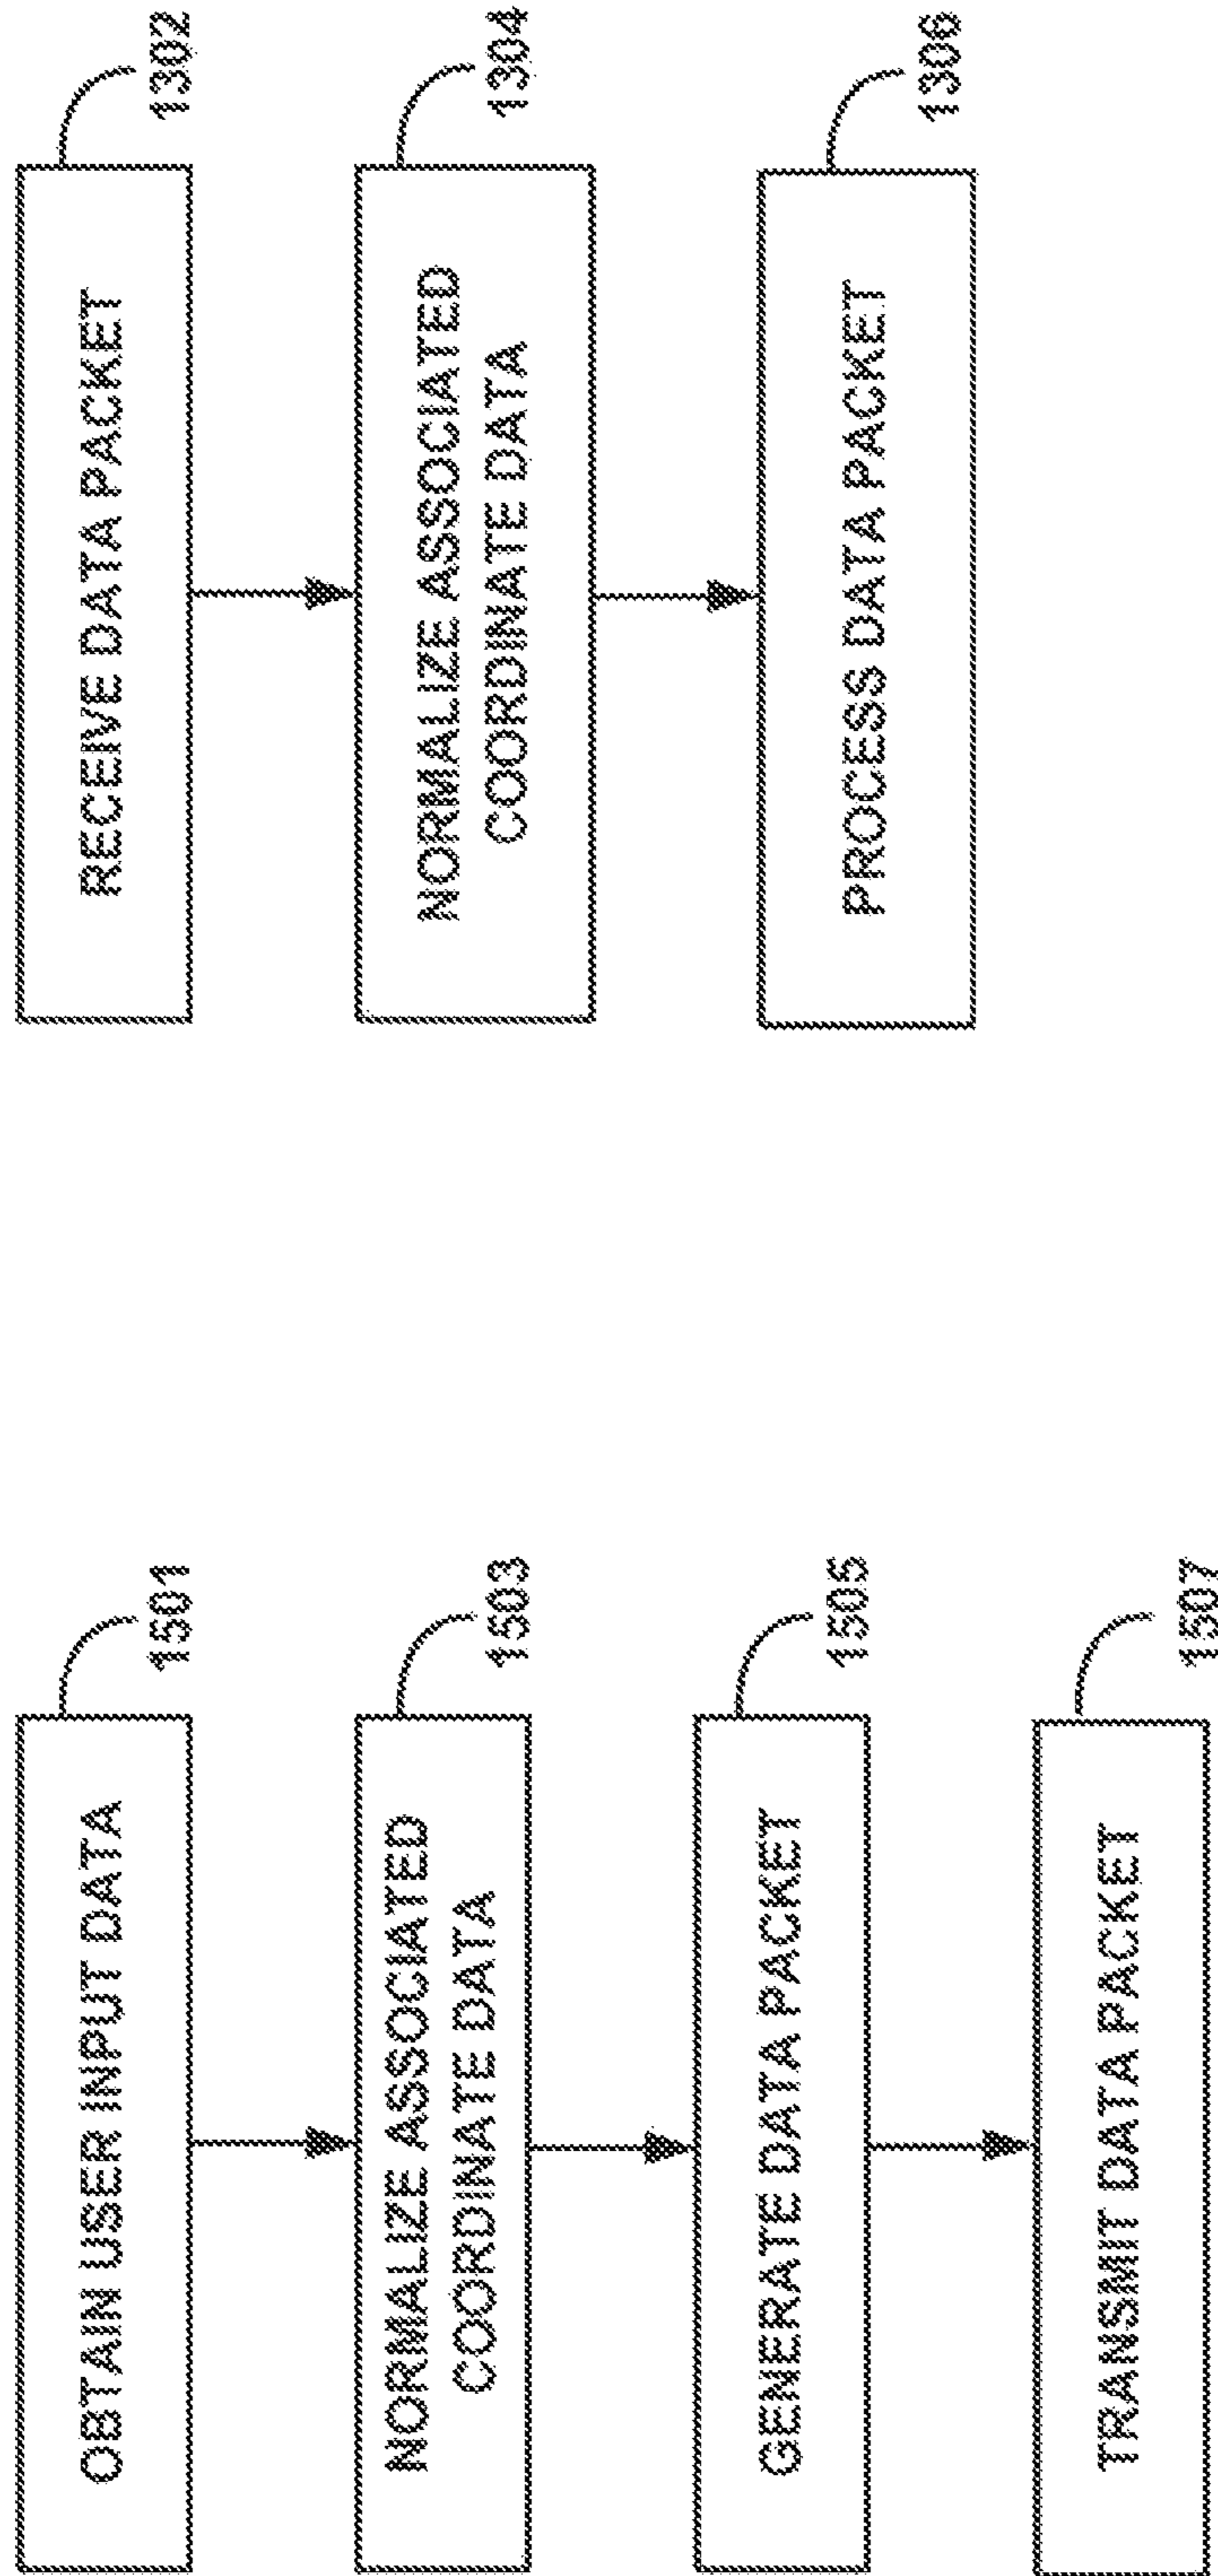 OBTAIN USER INPUT DATA
1501
NORMALIZE ASSOCIATED
COORDINATE DATA
1503
GENERATE DATA PACKET
1505
TRANSMIT DATA PACKET
1507
RECEIVE DATA PACKET
1302
NORMALIZE ASSOCIATED
COORDINATE DATA
1304
PROCESS DATA PACKET
1306